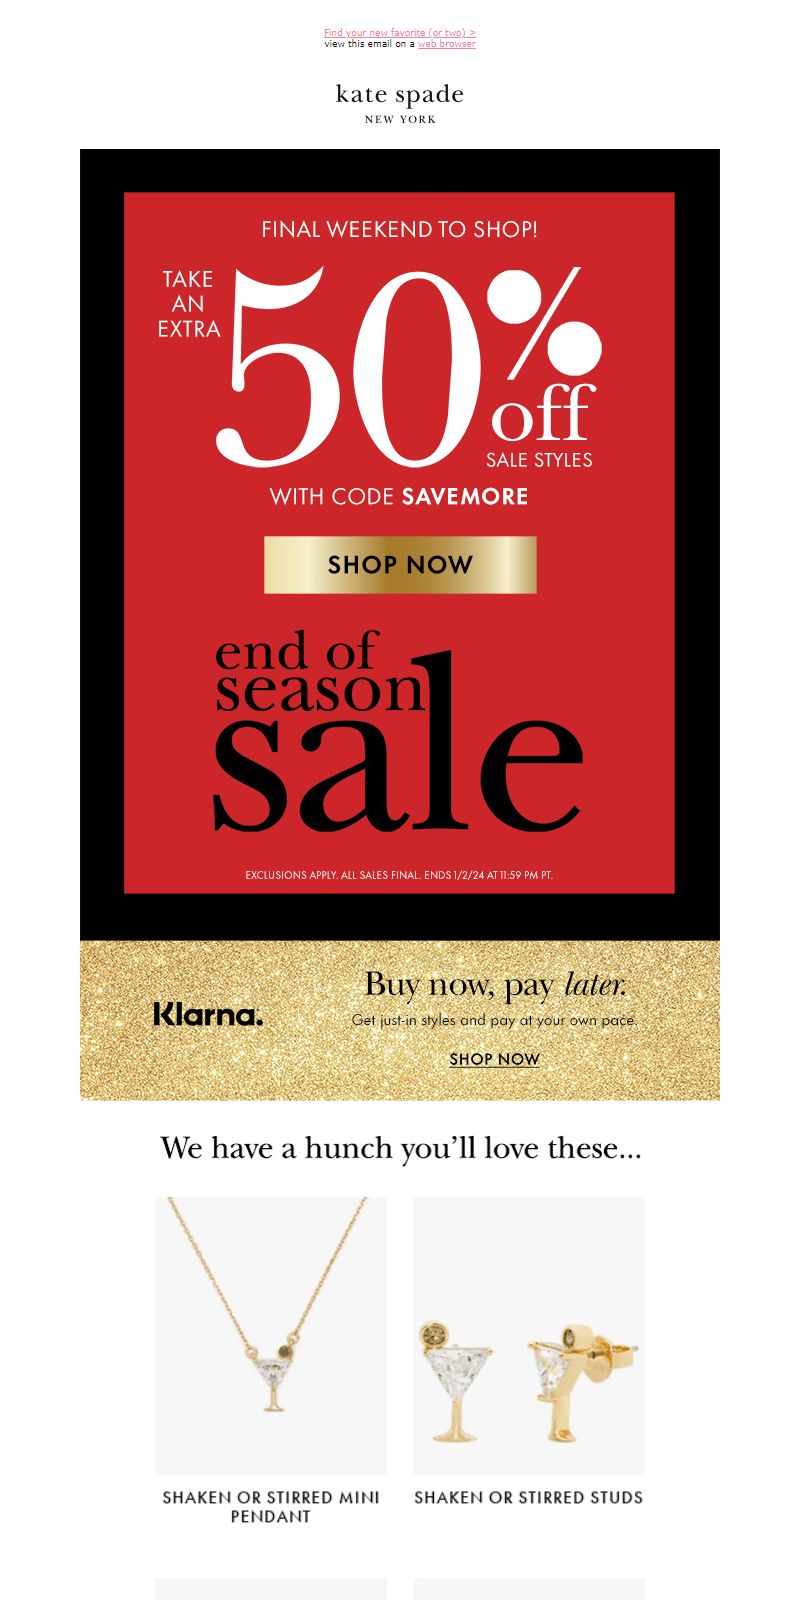 Find your new favorite (or two) >
view this email on a web browser
kate spade
NEW YORK
FINAL WEEKEND TO SHOP!
TAKE
AN
EXTRA
50%
off
SALE STYLES
WITH CODE SAVEMORE
SHOP NOW
end of
season
sale
EXCLUSIONS APPLY. ALL SALES FINAL. ENDS 1/2/24 AT 11:59 PM PT.
Klarna.
Buy now, pay later.
Get just-in styles and pay at your own pace.
SHOP NOW
We have a hunch you’ll love these...
SHAKEN OR STIRRED MINI
PENDANT
SHAKEN OR STIRRED STUDS